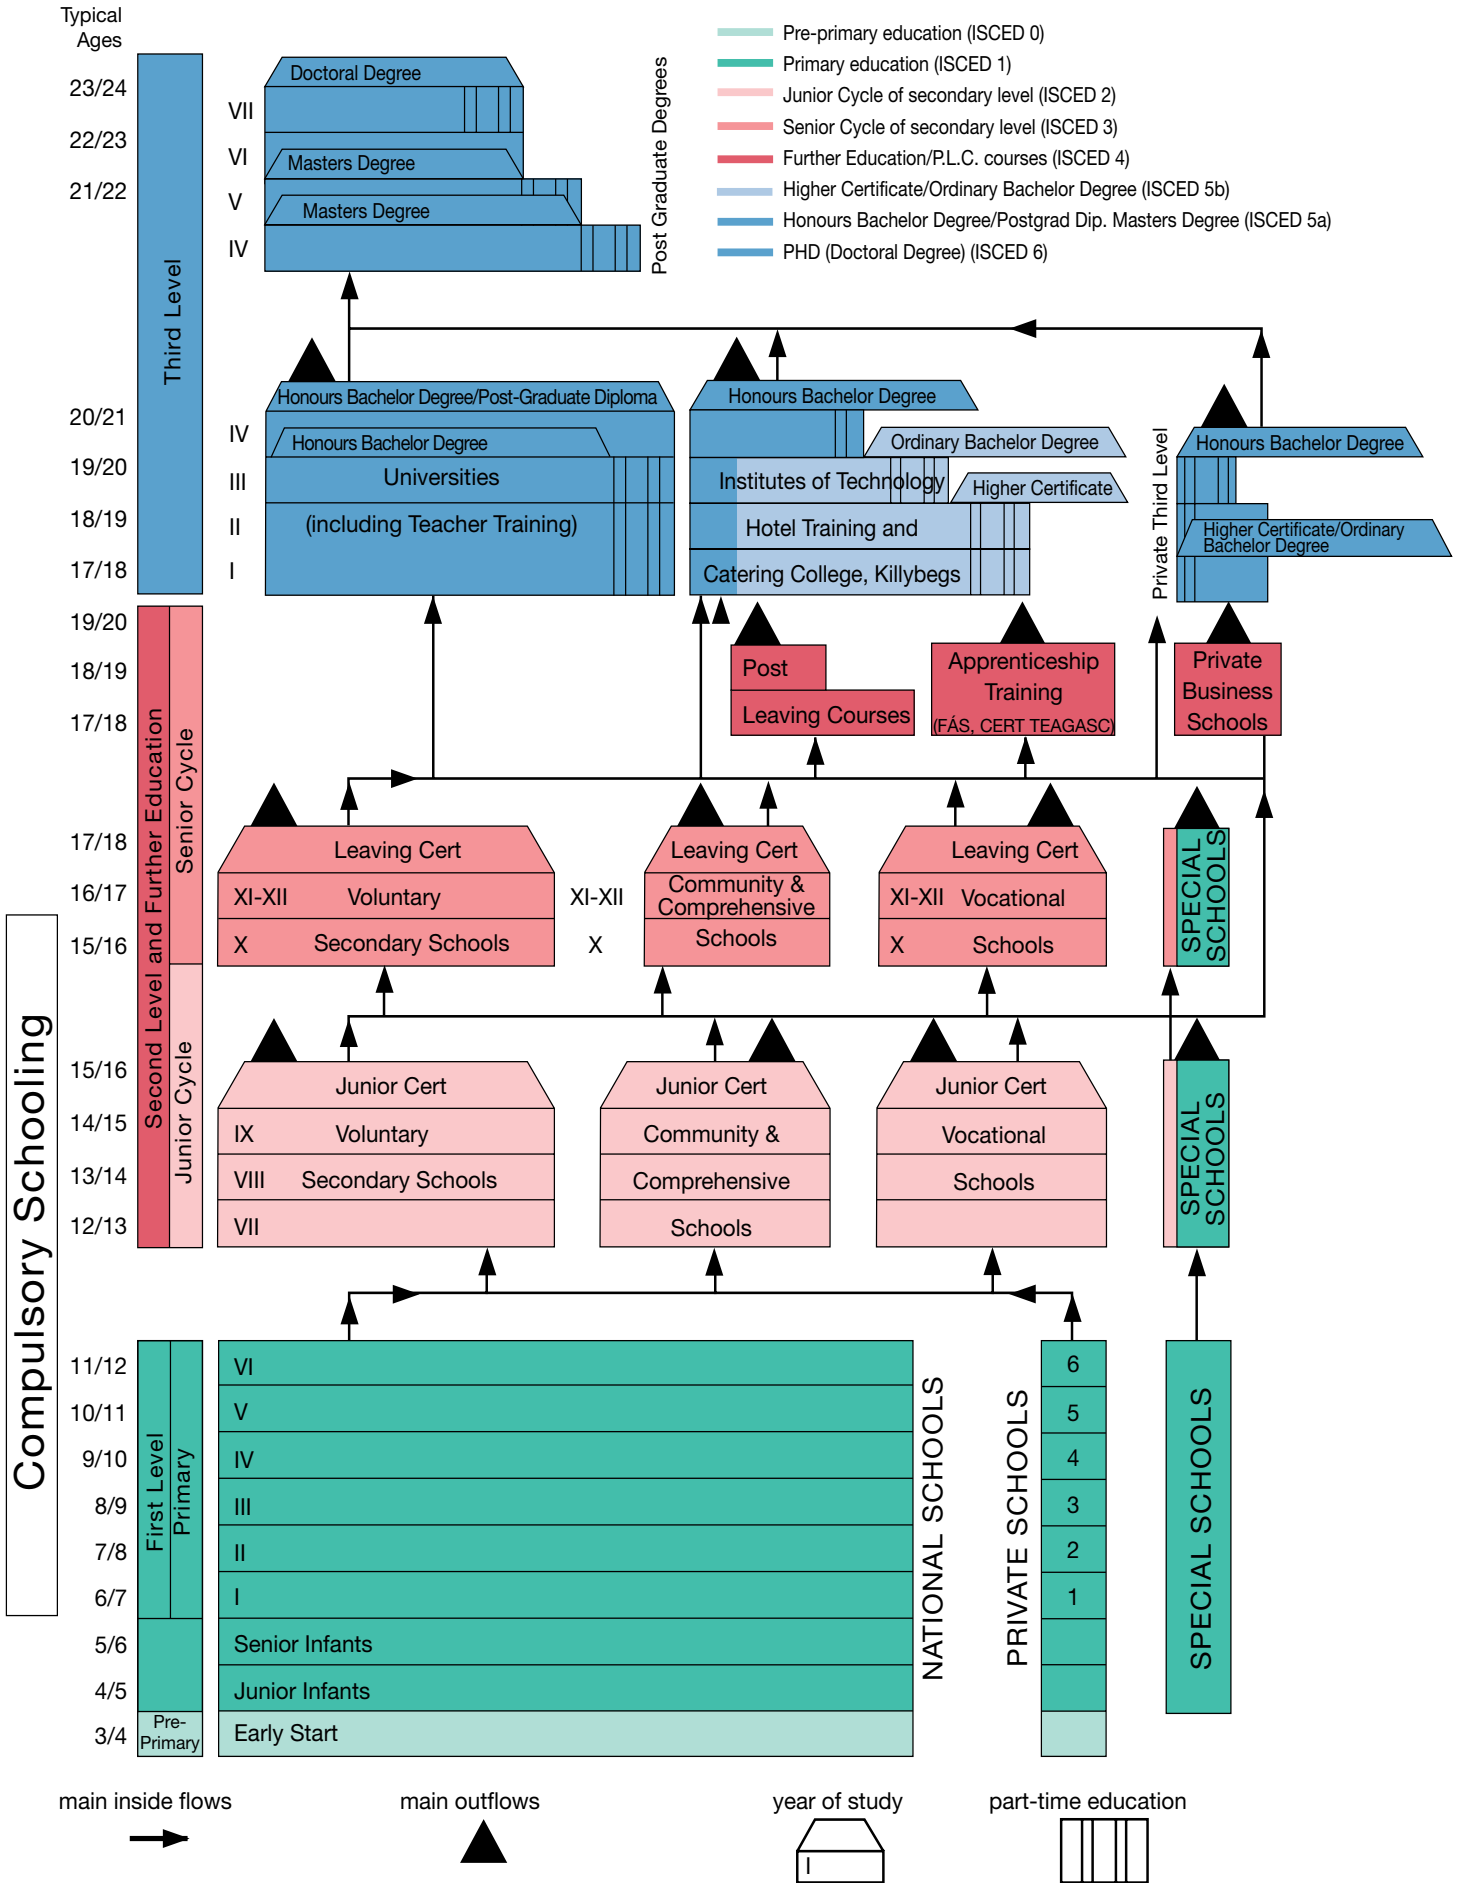 Typical
Ages
Pre-primary education (ISCED 0)
Primary education (ISCED 1)
Junior Cycle of secondary level (ISCED 2)
Senior Cycle of secondary level (ISCED 3)
Further Education/P.L.C. courses (ISCED 4)
Higher Certificate/Ordinary Bachelor Degree (ISCED 5b)
Honours Bachelor Degree/Postgrad Dip. Masters Degree (ISCED 5a)
PHD (Doctoral Degree) (ISCED 6)
23/24
22/23
21/22
Third Level
VII
VI
V
IV
Doctoral Degree
Masters Degree
Masters Degree
Post Graduate Degrees
20/21
19/20
18/19
17/18
IV
III
II
I
Honours Bachelor Degree/Post-Graduate Diploma
Honours Bachelor Degree
Universities
(including Teacher Training)
Honours Bachelor Degree
Ordinary Bachelor Degree
Institutes of Technology
Higher Certificate
Hotel Training and
Catering College, Killybegs
Private Third Level
Honours Bachelor Degree
Higher Certificate/Ordinary
Bachelor Degree
19/20
18/19
17/18
Second Level and Further Education
Senior Cycle
Post
Leaving Courses
Apprenticeship
Training
(FÁS, CERT TEAGASC)
Private
Business
Schools
17/18
16/17
15/16
Leaving Cert
XI-XII Voluntary
X Secondary Schools
XI-XII
X
Leaving Cert
Community &
Comprehensive
Schools
Leaving Cert
XI-XII Vocational
X Schools
SPECIAL
SCHOOLS
Compulsory Schooling
Junior Cycle
15/16
14/15
13/14
12/13
Junior Cert
IX Voluntary
VIII Secondary Schools
VII
Junior Cert
Community &
Comprehensive
Schools
Junior Cert
Vocational
Schools
SPECIAL
SCHOOLS
11/12
10/11
9/10
8/9
7/8
6/7
5/6
4/5
3/4
First Level
Primary
Pre-
Primary
VI
V
IV
III
II
I
Senior Infants
Junior Infants
Early Start
NATIONAL SCHOOLS
PRIVATE SCHOOLS
6
5
4
3
2
1
SPECIAL SCHOOLS
main inside flows
main outflows
year of study
I
part-time education